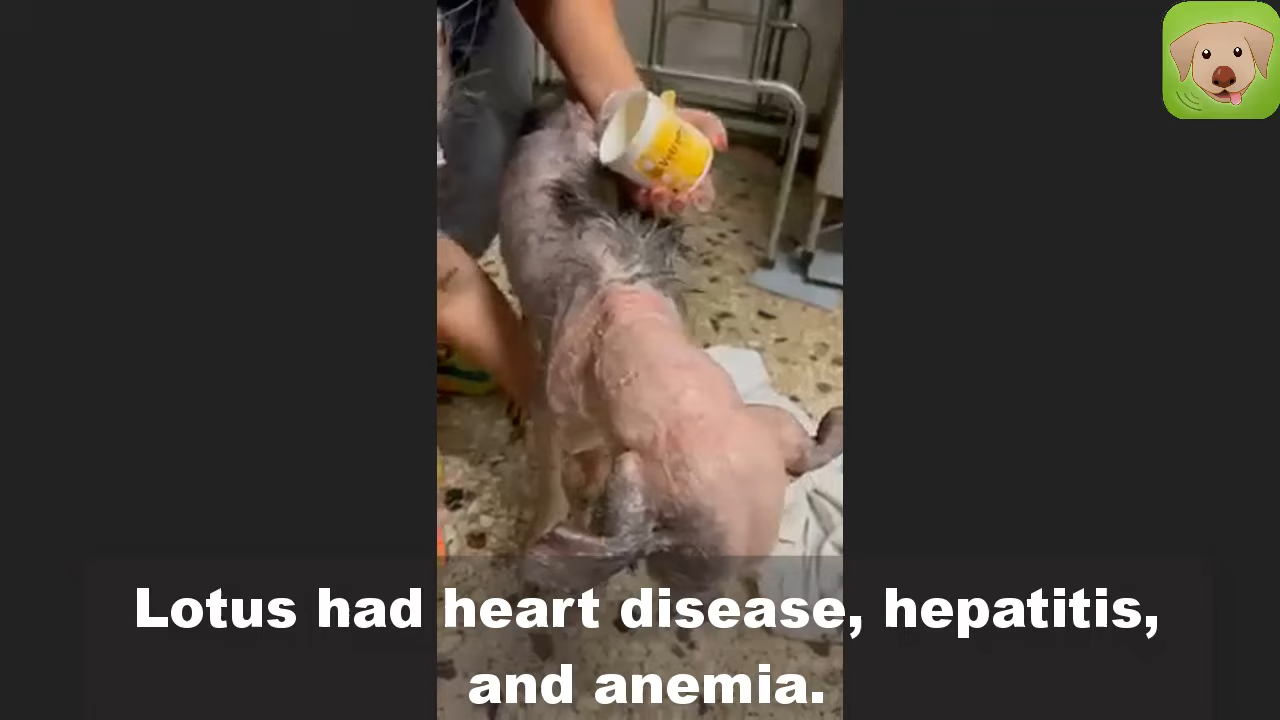 Lotus had heart disease, hepatitis,
and anemia.